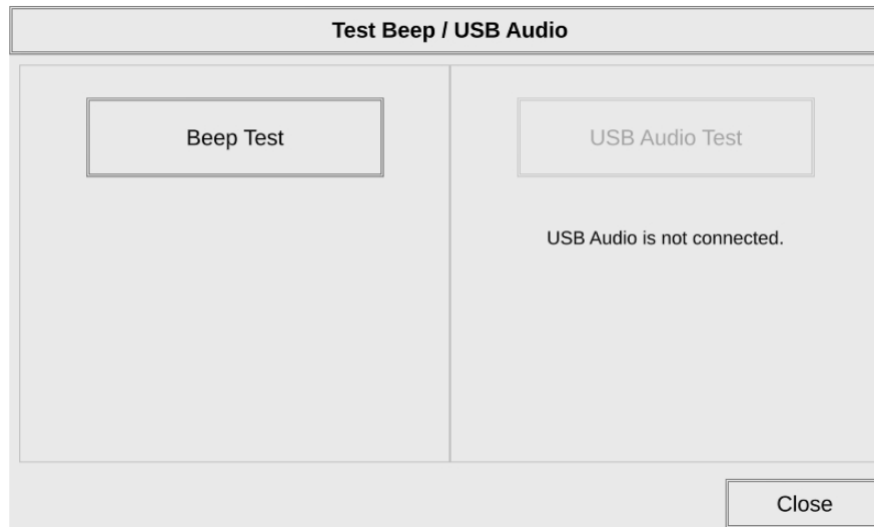 Test Beep / USB Audio
Beep Test
USB Audio Test
USB Audio is not connected.
Close